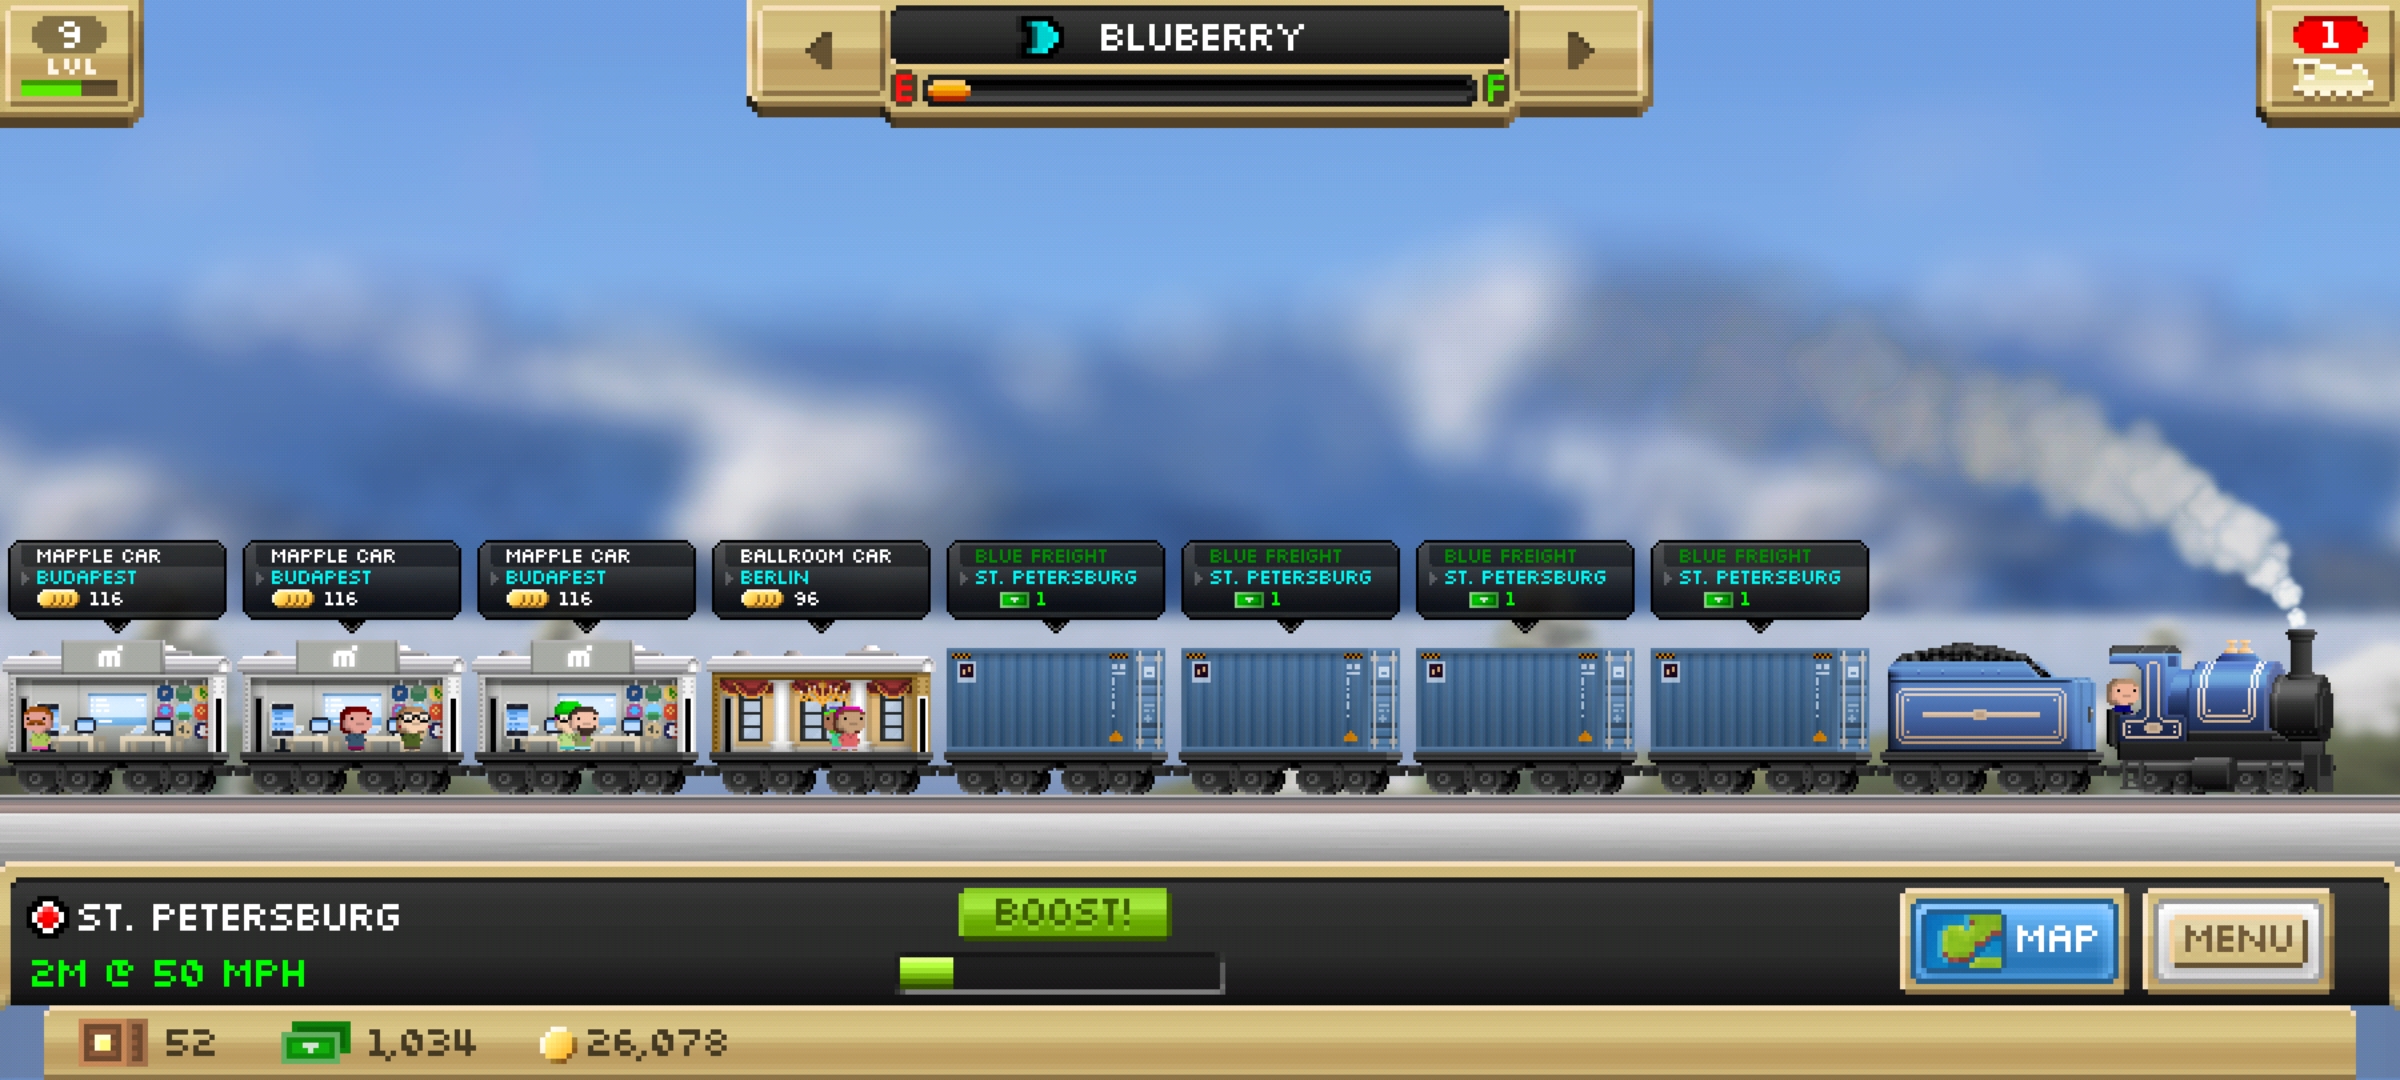 9
LVL
BLUBERRY
E
F
1
MAPPLE CAR
BUDAPEST
116
MAPPLE CAR
BUDAPEST
116
MAPPLE CAR
BUDAPEST
116
BALLROOM CAR
BERLIN
96
BLUE FREIGHT
ST. PETERSBURG
1
BLUE FREIGHT
ST. PETERSBURG
1
BLUE FREIGHT
ST. PETERSBURG
1
BLUE FREIGHT
ST. PETERSBURG
1
m
m
m
ST. PETERSBURG
2M @ 50 MPH
BOOST!
MAP
MENU
52
1,034
26,078